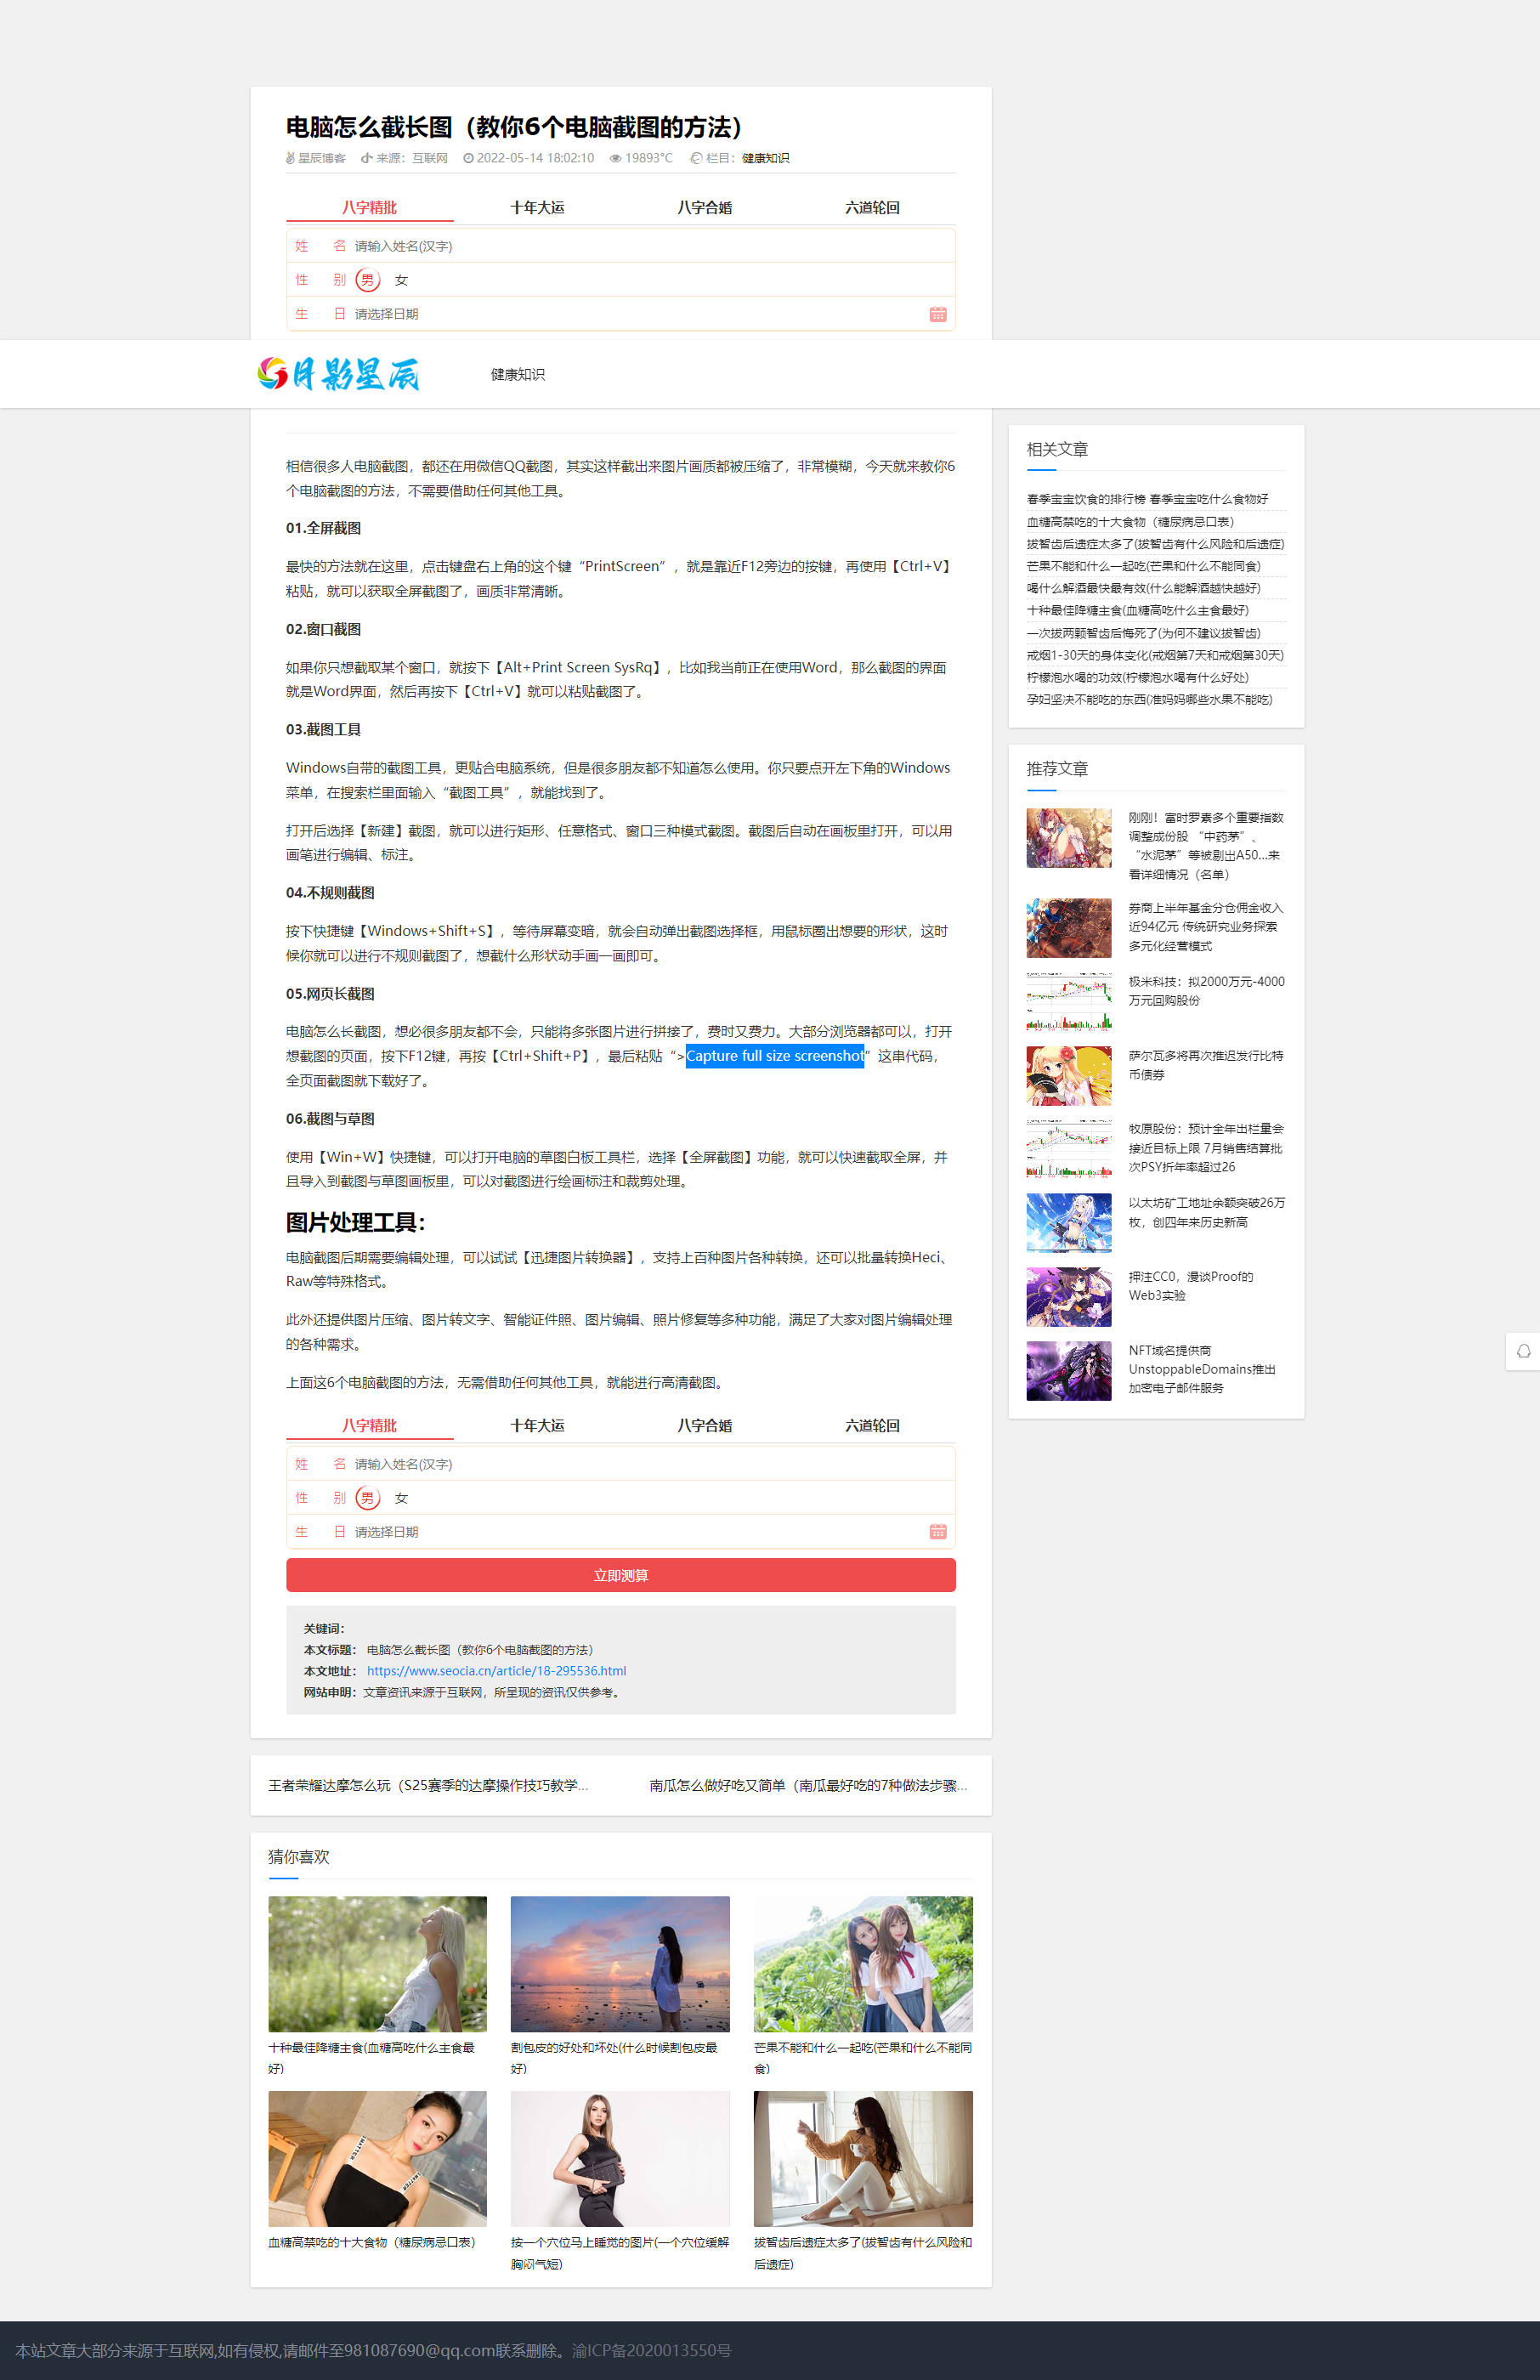 电脑怎么截长图（教你6个电脑截图的方法）
星辰博客 来源：互联网 2022-05-14 18:02:10 19893°C 栏目：健康知识
八字精批 十年大运 八字合婚 六道轮回
姓 名 请输入姓名(汉字)
性 别 男 女
生 日 请选择日期
月影星辰 健康知识
相信很多人电脑截图，都还在用微信QQ截图，其实这样截出来图片画质都被压缩了，非常模糊，今天就来教你6
个电脑截图的方法，不需要借助任何其他工具。
01.全屏截图
最快的方法就在这里，点击键盘右上角的这个键“PrintScreen”，就是靠近F12旁边的按键，再使用【Ctrl+V】
粘贴，就可以获取全屏截图了，画质非常清晰。
02.窗口截图
如果你只想截取某个窗口，就按下【Alt+Print Screen SysRq】，比如我当前正在使用Word，那么截图的界面
就是Word界面，然后再按下【Ctrl+V】就可以粘贴截图了。
03.截图工具
Windows自带的截图工具，更贴合电脑系统，但是很多朋友都不知道怎么使用。你只要点开左下角的Windows
菜单，在搜索栏里面输入“截图工具”，就能找到了。
打开后选择【新建】截图，就可以进行矩形、任意格式、窗口三种模式截图。截图后自动在画板里打开，可以用
画笔进行编辑、标注。
04.不规则截图
按下快捷键【Windows+Shift+S】，等待屏幕变暗，就会自动弹出截图选择框，用鼠标圈出想要的形状，这时
候你就可以进行不规则截图了，想截什么形状动手画一画即可。
05.网页长截图
电脑怎么长截图，想必很多朋友都不会，只能将多张图片进行拼接了，费时又费力。大部分浏览器都可以，打开
想截图的页面，按下F12键，再按【Ctrl+Shift+P】，最后粘贴“>Capture full size screenshot”这串代码，
全页面截图就下载好了。
06.截图与草图
使用【Win+W】快捷键，可以打开电脑的草图白板工具栏，选择【全屏截图】功能，就可以快速截取全屏，并
且导入到截图与草图画板里，可以对截图进行绘画标注和裁剪处理。
图片处理工具：
电脑截图后期需要编辑处理，可以试试【迅捷图片转换器】，支持上百种图片各种转换，还可以批量转换Heci、
Raw等特殊格式。
此外还提供图片压缩、图片转文字、智能证件照、图片编辑、照片修复等多种功能，满足了大家对图片编辑处理
的各种需求。
上面这6个电脑截图的方法，无需借助任何其他工具，就能进行高清截图。
八字精批 十年大运 八字合婚 六道轮回
姓 名 请输入姓名(汉字)
性 别 男 女
生 日 请选择日期
立即测算
关键词：
本文标题： 电脑怎么截长图（教你6个电脑截图的方法）
本文地址： https://www.seocia.cn/article/18-295536.html
网站申明：文章资讯来源于互联网，所呈现的资讯仅供参考。
王者荣耀达摩怎么玩（S25赛季的达摩操作技巧教学...
南瓜怎么做好吃又简单（南瓜最好吃的7种做法步骤...
猜你喜欢
十种最佳降糖主食(血糖高吃什么主食最
好)
割包皮的好处和坏处(什么时候割包皮最
好)
芒果不能和什么一起吃(芒果和什么不能同
食)
血糖高禁吃的十大食物（糖尿病忌口表）
按一个穴位马上睡觉的图片(一个穴位缓解
胸闷气短)
拔智齿后遗症太多了(拔智齿有什么风险和
后遗症)
相关文章
春季宝宝饮食的排行榜 春季宝宝吃什么食物好
血糖高禁吃的十大食物（糖尿病忌口表）
拔智齿后遗症太多了(拔智齿有什么风险和后遗症)
芒果不能和什么一起吃(芒果和什么不能同食)
喝什么解酒最快最有效(什么能解酒越快越好)
十种最佳降糖主食(血糖高吃什么主食最好)
一次拔两颗智齿后悔死了(为何不建议拔智齿)
戒烟1-30天的身体变化(戒烟第7天和戒烟第30天)
柠檬泡水喝的功效(柠檬泡水喝有什么好处)
孕妇坚决不能吃的东西(准妈妈哪些水果不能吃)
推荐文章
刚刚！富时罗素多个重要指数
调整成份股 “中药茅”、
“水泥茅”等被剔出A50…来
看详细情况（名单）
券商上半年基金分仓佣金收入
近94亿元 传统研究业务探索
多元化经营模式
极米科技：拟2000万元-4000
万元回购股份
萨尔瓦多将再次推迟发行比特
币债券
牧原股份：预计全年出栏量会
接近目标上限 7月销售结算批
次PSY折年率超过26
以太坊矿工地址余额突破26万
枚，创四年来历史新高
押注CC0，漫谈Proof的
Web3实验
NFT域名提供商
UnstoppableDomains推出
加密电子邮件服务
本站文章大部分来源于互联网,如有侵权,请邮件至981087690@qq.com联系删除。渝ICP备2020013550号